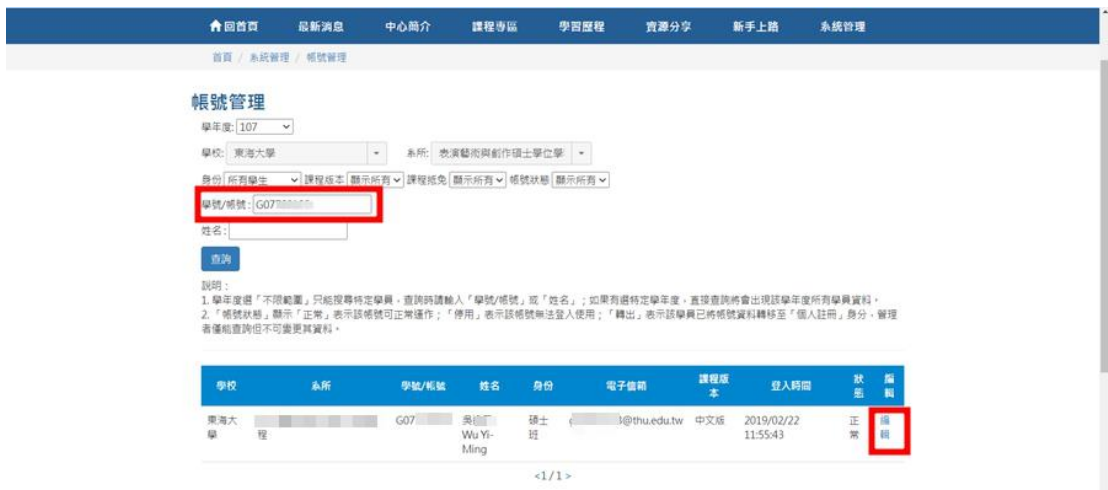 回首頁 最新消息 中心簡介 課程專區 學習歷程 資源分享 新手上路 系統管理
首頁 / 系統管理 / 帳號管理
帳號管理
學年度: 107
學校: 東海大學 系所: 表演藝術與創作碩士學位學
身份 所有學生 課程版本 顯示所有 課程抵免 顯示所有 帳號狀態 顯示所有
學號/帳號: G07
姓名:
查詢
說明：
1. 學年度選「不限範圍」只能搜尋特定學員，查詢時請輸入「學號/帳號」或「姓名」；如果有選特定學年度，直接查詢將會出現該學年度所有學員資料。
2. 「帳號狀態」顯示「正常」表示該帳號可正常運作；「停用」表示該帳號無法登入使用；「轉出」表示該學員已將帳號資料轉移至「個人註冊」身分，管理
者僅能查詢但不可變更其資料。
學校 系所 學號/帳號 姓名 身份 電子信箱 課程版本 登入時間 狀態 編輯
東海大學 程 G07 吳 Wu Yi-Ming 碩士班 @thu.edu.tw 中文版 2019/02/22 11:55:43 正常 編輯
<1/1>